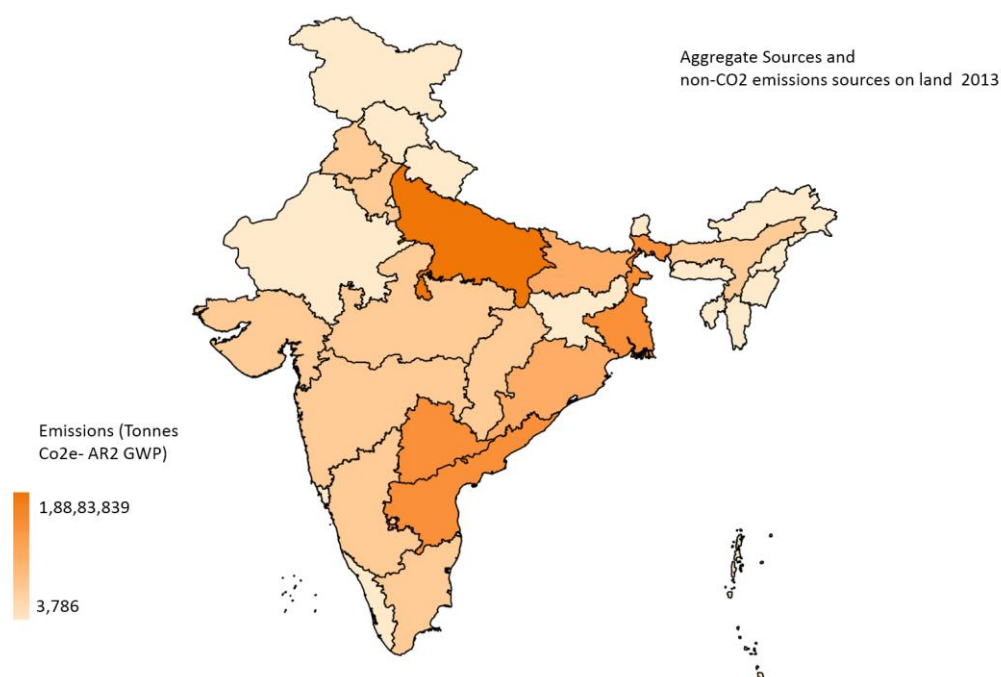 Aggregate Sources and
non-CO2 emissions sources on land  2013
Emissions (Tonnes
Co2e- AR2 GWP)
1,88,83,839
3,786